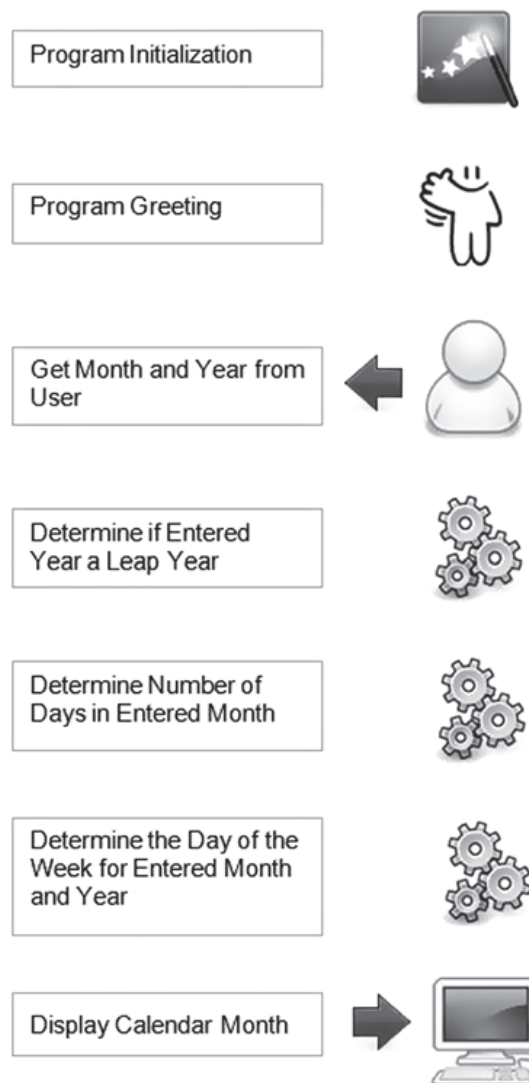 Program Initialization
Program Greeting
Get Month and Year from
User
Determine if Entered
Year a Leap Year
Determine Number of
Days in Entered Month
Determine the Day of the
Week for Entered Month
and Year
Display Calendar Month